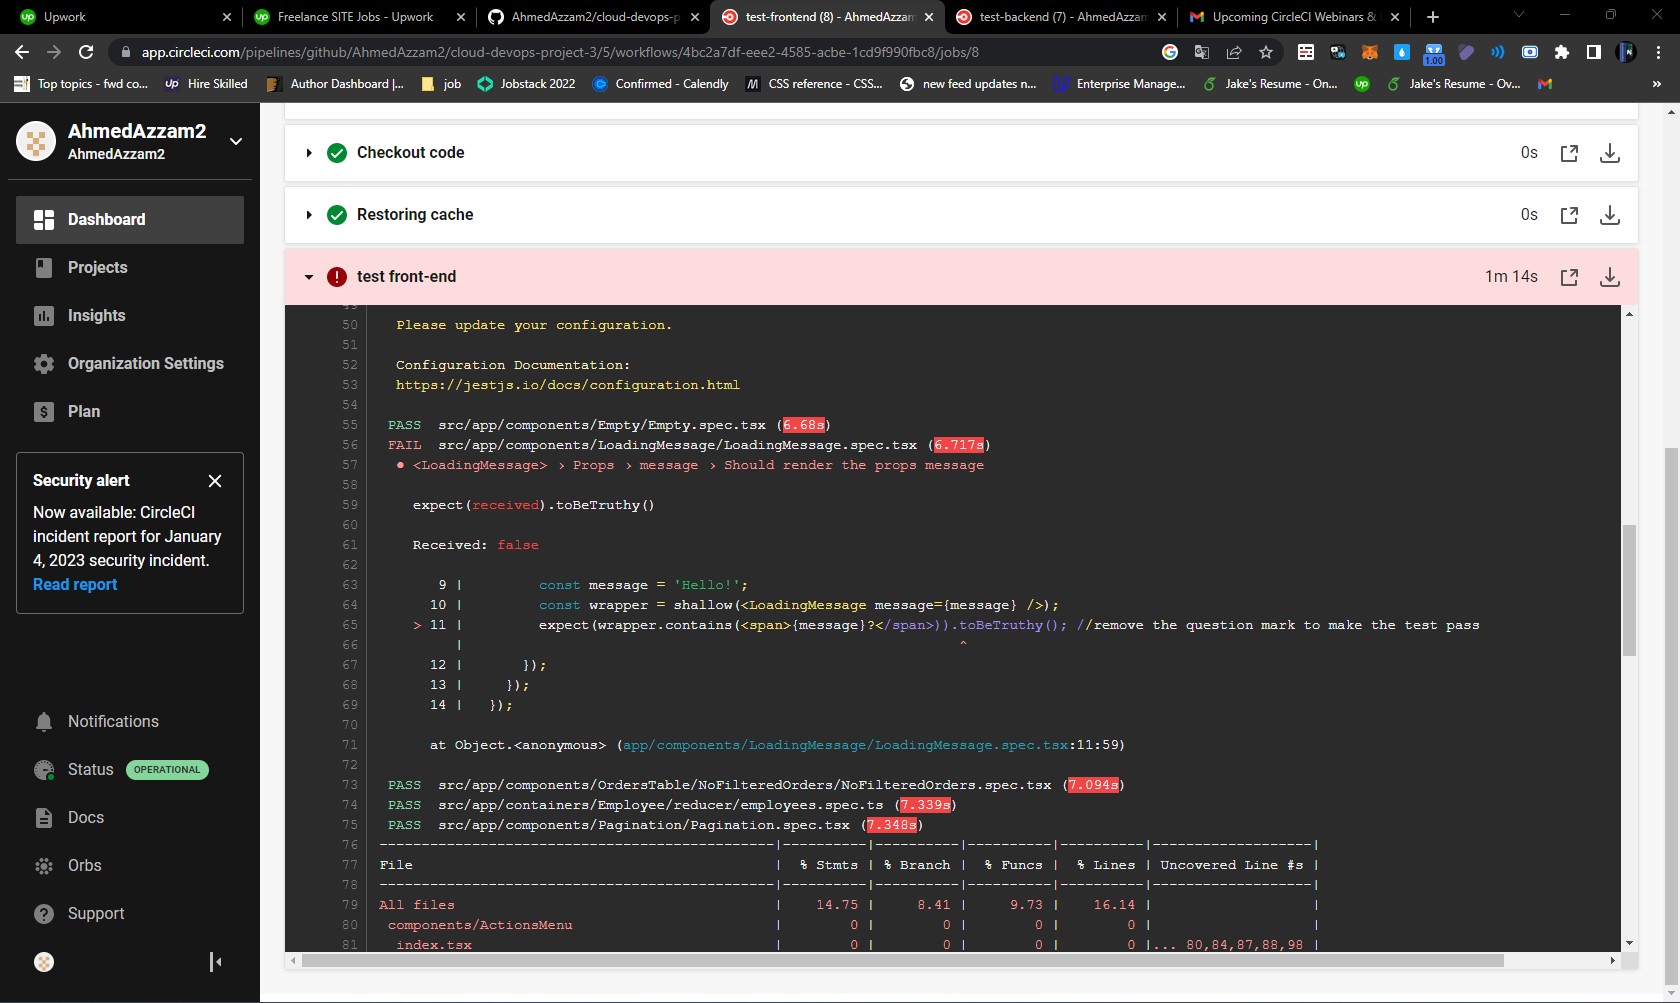 Upwork
Freelance SITE Jobs - Upwork
AhmedAzzam2/cloud-devops-p
test-frontend (8) - AhmedAzzam
test-backend (7) - AhmedAzzam
Upcoming CircleCI Webinars &
app.circleci.com/pipelines/github/AhmedAzzam2/cloud-devops-project-3/5/workflows/4bc2a7df-eee2-4585-acbe-1cd9f990fbc8/jobs/8
1.00
Top topics - fwd co...
Hire Skilled
Author Dashboard |...
job
Jobstack 2022
Confirmed - Calendly
CSS reference - CSS...
new feed updates n...
Enterprise Manage...
Jake's Resume - On...
Jake's Resume - Ov...
AhmedAzzam2
AhmedAzzam2
Dashboard
Projects
Insights
Organization Settings
Plan
Security alert
Now available: CircleCI
incident report for January
4, 2023 security incident.
Read report
Notifications
Status OPERATIONAL
Docs
Orbs
Support
Checkout code 0s
Restoring cache 0s
test front-end 1m 14s
50 Please update your configuration.
51
52 Configuration Documentation:
53 https://jestjs.io/docs/configuration.html
54
55 PASS src/app/components/Empty/Empty.spec.tsx (6.68s)
56 FAIL src/app/components/LoadingMessage/LoadingMessage.spec.tsx (6.717s)
57 ● <LoadingMessage> › Props › message › Should render the props message
58
59 expect(received).toBeTruthy()
60
61 Received: false
62
63 9 | const message = 'Hello!';
64 10 | const wrapper = shallow(<LoadingMessage message={message} />);
65 > 11 | expect(wrapper.contains(<span>{message}?</span>)).toBeTruthy(); //remove the question mark to make the test pass
66 | ^
67 12 | });
68 13 | });
69 14 | });
70
71 at Object.<anonymous> (app/components/LoadingMessage/LoadingMessage.spec.tsx:11:59)
72
73 PASS src/app/components/OrdersTable/NoFilteredOrders/NoFilteredOrders.spec.tsx (7.094s)
74 PASS src/app/containers/Employee/reducer/employees.spec.ts (7.339s)
75 PASS src/app/components/Pagination/Pagination.spec.tsx (7.348s)
76 -----------------------------------------------|----------|----------|----------|----------|-------------------|
77 File | % Stmts | % Branch | % Funcs | % Lines | Uncovered Line #s |
78 -----------------------------------------------|----------|----------|----------|----------|-------------------|
79 All files | 14.75 | 8.41 | 9.73 | 16.14 | |
80 components/ActionsMenu | 0 | 0 | 0 | 0 | |
81 index.tsx | 0 | 0 | 0 | 0 |... 80,84,87,88,98 |